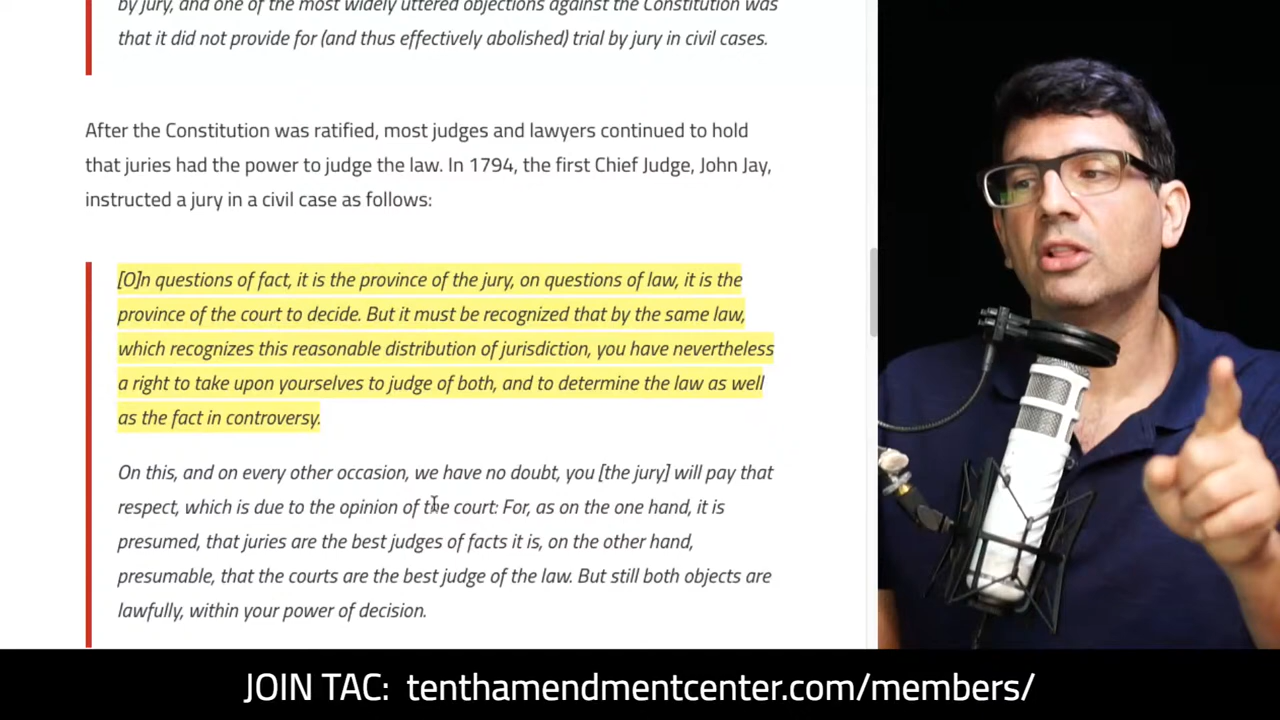 by jury, and one of the most widely uttered objections against the Constitution was
that it did not provide for (and thus effectively abolished) trial by jury in civil cases.
After the Constitution was ratified, most judges and lawyers continued to hold
that juries had the power to judge the law. In 1794, the first Chief Judge, John Jay,
instructed a jury in a civil case as follows:
[O]n questions of fact, it is the province of the jury, on questions of law, it is the
province of the court to decide. But it must be recognized that by the same law,
which recognizes this reasonable distribution of jurisdiction, you have nevertheless
a right to take upon yourselves to judge of both, and to determine the law as well
as the fact in controversy.
On this, and on every other occasion, we have no doubt, you [the jury] will pay that
respect, which is due to the opinion of the court: For, as on the one hand, it is
presumed, that juries are the best judges of facts it is, on the other hand,
presumable, that the courts are the best judge of the law. But still both objects are
lawfully, within your power of decision.
JOIN TAC: tenthamendmentcenter.com/members/